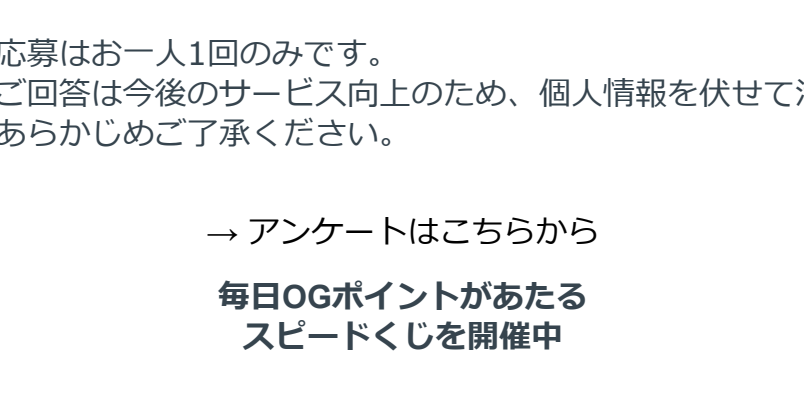 応募はお一人1回のみです。
ご回答は今後のサービス向上のため、個人情報を伏せて
あらかじめご了承ください。
→ アンケートはこちらから
毎日OGポイントがあたる
スピードくじを開催中